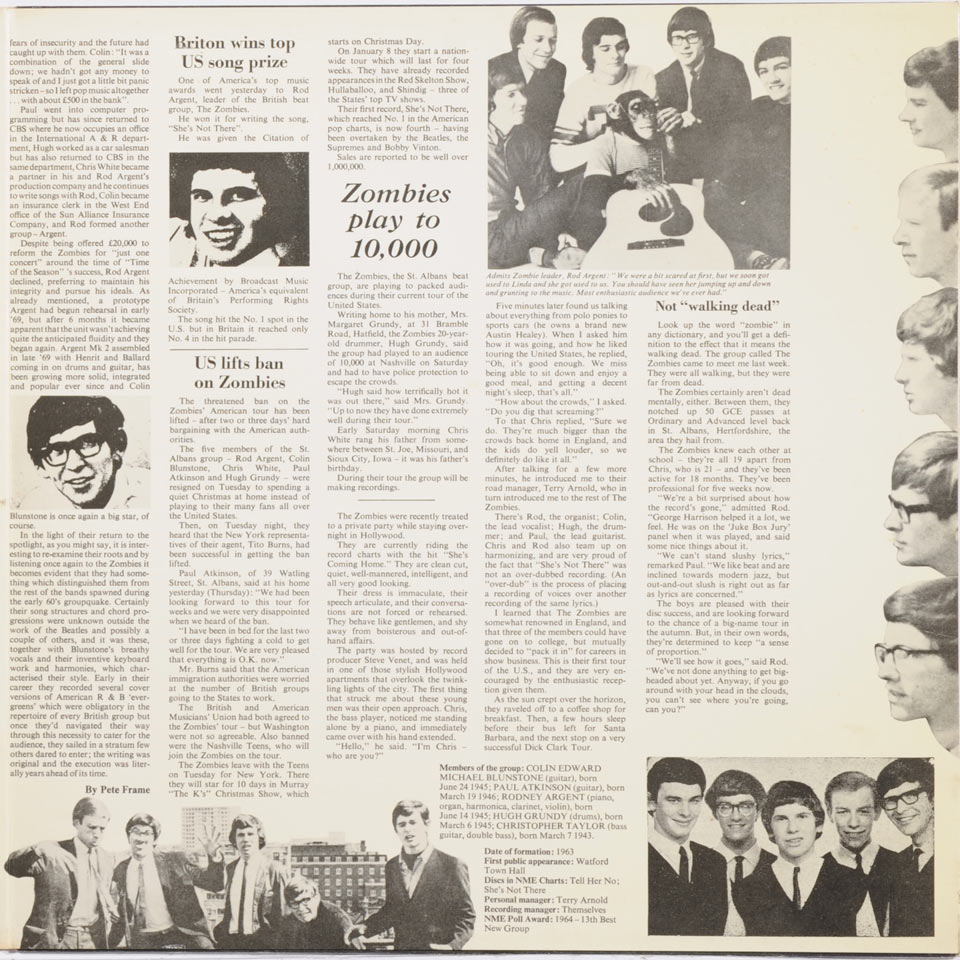 fears of insecurity and the future had
caught up with them. Colin: "It was a
combination of the general slide
down; we hadn't got any money to
speak of and I just got a little bit panic
stricken – so I left pop music altogether
. . . with about £500 in the bank".
Paul went into computer pro-
gramming but has since returned to
CBS where he now occupies an office
in the International A & R depart-
ment, Hugh worked as a car salesman
but has also returned to CBS in the
same department, Chris White became
a partner in his and Rod Argent's
production company and he continues
to write songs with Rod, Colin became
an insurance clerk in the West End
office of the Sun Alliance Insurance
Company, and Rod formed another
group – Argent.
Despite being offered £20,000 to
reform the Zombies for "just one
concert" around the time of "Time
of the Season" 's success, Rod Argent
declined, preferring to maintain his
integrity and pursue his ideals. As
already mentioned, a prototype
Argent had begun rehearsal in early
'69, but after 6 months it became
apparent that the unit wasn't achieving
quite the anticipated fluidity and they
began again. Argent Mk 2 assembled
in late '69 with Henrit and Ballard
coming in on drums and guitar, has
been growing more solid, integrated
and popular ever since and Colin
Blunstone is once again a big star, of
course.
In the light of their return to the
spotlight, as you might say, it is inter-
esting to re-examine their roots and by
listening once again to the Zombies it
becomes evident that they had some-
thing which distinguished them from
the rest of the bands spawned during
the early 60's groupquake. Certainly
their song structures and chord pro-
gressions were unknown outside the
work of the Beatles and possibly a
couple of others, and it was these,
together with Blunstone's breathy
vocals and their inventive keyboard
work and harmonies, which char-
acterised their style. Early in their
career they recorded several cover
versions of American R & B 'ever-
greens' which were obligatory in the
repertoire of every British group but
once they'd navigated their way
through this necessity to cater for the
audience, they sailed in a stratum few
others dared to enter; the writing was
original and the execution was liter-
ally years ahead of its time.
By Pete Frame
Briton wins top
US song prize
One of America's top music
awards went yesterday to Rod
Argent, leader of the British beat
group, The Zombies.
He won it for writing the song,
"She's Not There".
He was given the Citation of
Achievement by Broadcast Music
Incorporated – America's equivalent
of Britain's Performing Rights
Society.
The song hit the No. 1 spot in the
U.S. but in Britain it reached only
No. 4 in the hit parade.
US lifts ban
on Zombies
The threatened ban on the
Zombies' American tour has been
lifted – after two or three days' hard
bargaining with the American auth-
orities.
The five members of the St.
Albans group – Rod Argent, Colin
Blunstone, Chris White, Paul
Atkinson and Hugh Grundy – were
resigned on Tuesday to spending a
quiet Christmas at home instead of
playing to their many fans all over
the United States.
Then, on Tuesday night, they
heard that the New York represen-
tatives of their agent, Tito Burns, had
been successful in getting the ban
lifted.
Paul Atkinson, of 39 Watling
Street, St. Albans, said at his home
yesterday (Thursday): "We had been
looking forward to this tour for
weeks and we were very disappointed
when we heard of the ban.
"I have been in bed for the last two
or three days fighting a cold to get
well for the tour. We are very pleased
that everything is O.K. now."
Mr. Burns said that the American
immigration authorities were worried
at the number of British groups
going to the States to work.
The British and American
Musicians' Union had both agreed to
the Zombies' tour – but Washington
were not so agreeable. Also banned
were the Nashville Teens, who will
join the Zombies on the tour.
The Zombies leave with the Teens
on Tuesday for New York. There
they will star for 10 days in Murray
"The K's" Christmas Show, which
starts on Christmas Day.
On January 8 they start a nation-
wide tour which will last for four
weeks. They have already recorded
appearances in the Red Skelton Show,
Hullaballoo, and Shindig – three of
the States' top TV shows.
Their first record, She's Not There,
which reached No. 1 in the American
pop charts, is now fourth – having
been overtaken by the Beatles, the
Supremes and Bobby Vinton.
Sales are reported to be well over
1,000,000.
Zombies
play to
10,000
The Zombies, the St. Albans beat
group, are playing to packed audi-
ences during their current tour of the
United States.
Writing home to his mother, Mrs.
Margaret Grundy, at 31 Bramble
Road, Hatfield, the Zombies 20-year-
old drummer, Hugh Grundy, said
the group had played to an audience
of 10,000 at Nashville on Saturday
and had to have police protection to
escape the crowds.
"Hugh said how terrifically hot it
was out there," said Mrs. Grundy.
"Up to now they have done extremely
well during their tour."
Early Saturday morning Chris
White rang his father from some-
where between St. Joe, Missouri, and
Sioux City, Iowa – it was his father's
birthday.
During their tour the group will be
making recordings.
The Zombies were recently treated
to a private party while staying over-
night in Hollywood.
They are currently riding the
record charts with the hit "She's
Coming Home." They are clean cut,
quiet, well-mannered, intelligent, and
all very good looking.
Their dress is immaculate, their
speech articulate, and their conversa-
tions are not forced or rehearsed.
They behave like gentlemen, and shy
away from boisterous and out-of-
hand affairs.
The party was hosted by record
producer Steve Venet, and was held
in one of those stylish Hollywood
apartments that overlook the twink-
ling lights of the city. The first thing
that struck me about these young
men was their open approach. Chris,
the bass player, noticed me standing
alone by a piano, and immediately
came over with his hand extended.
"Hello," he said. "I'm Chris –
who are you?"
Admits Zombie leader, Rod Argent: "We were a bit scared at first, but we soon got
used to Linda and she got used to us. You should have seen her jumping up and down
and granting to the music. Most enthusiastic audience we've ever had."
Five minutes later found us talking
about everything from polo ponies to
sports cars (he owns a brand new
Austin Healey). When I asked him
how it was going, and how he liked
touring the United States, he replied,
"Oh, it's good enough. We miss
being able to sit down and enjoy a
good meal, and getting a decent
night's sleep, that's all."
"How about the crowds," I asked.
"Do you dig that screaming?"
To that Chris replied, "Sure we
do. They're much bigger than the
crowds back home in England, and
the kids do yell louder, so we
definitely do like it all."
After talking for a few more
minutes, he introduced me to their
road manager, Terry Arnold, who in
turn introduced me to the rest of The
Zombies.
There's Rod, the organist; Colin,
the lead vocalist; Hugh, the drum-
mer; and Paul, the lead guitarist.
Chris and Rod also team up on
harmonizing, and are very proud of
the fact that "She's Not There" was
not an over-dubbed recording. (An
"over-dub" is the process of placing
a recording of voices over another
recording of the same lyrics.)
I learned that The Zombies are
somewhat renowned in England, and
that three of the members could have
gone on to college, but mutually
decided to "pack it in" for careers in
show business. This is their first tour
of the U.S., and they are very en-
couraged by the enthusiastic recep-
tion given them.
As the sun crept over the horizon,
they raveled off to a coffee shop for
breakfast. Then, a few hours sleep
before their bus left for Santa
Barbara, and the next stop on a very
successful Dick Clark Tour.
Not "walking dead"
Look up the word "zombie" in
any dictionary, and you'll get a defi-
nition to the effect that it means the
walking dead. The group called The
Zombies came to meet me last week.
They were all walking, but they were
far from dead.
The Zombies certainly aren't dead
mentally, either. Between them, they
notched up 50 GCE passes at
Ordinary and Advanced level back
in St. Albans, Hertfordshire, the
area they hail from.
The Zombies knew each other at
school – they're all 19 apart from
Chris, who is 21 – and they've been
active for 18 months. They've been
professional for five weeks now.
"We're a bit surprised about how
the record's gone," admitted Rod.
"George Harrison helped it a lot, we
feel. He was on the 'Juke Box Jury'
panel when it was played, and said
some nice things about it.
"We can't stand slushy lyrics,"
remarked Paul. "We like beat and are
inclined towards modern jazz, but
out-and-out slush is right out as far
as lyrics are concerned."
The boys are pleased with their
disc success, and are looking forward
to the chance of a big-name tour in
the autumn. But, in their own words,
they're determined to keep "a sense
of proportion."
"We'll see how it goes," said Rod.
"We've not done anything to get big-
headed about yet. Anyway, if you go
around with your head in the clouds,
you can't see where you're going,
can you?"
Members of the group: COLIN EDWARD
MICHAEL BLUNSTONE (guitar), born
June 24 1945; PAUL ATKINSON (guitar), born
March 19 1946; RODNEY ARGENT (piano,
organ, harmonica, clarinet, violin), born
June 14 1945; HUGH GRUNDY (drums), born
March 6 1945; CHRISTOPHER TAYLOR (bass
guitar, double bass), born March 7 1943.
Date of formation: 1963
First public appearance: Watford
Town Hall
Discs in NME Charts: Tell Her No;
She's Not There
Personal manager: Terry Arnold
Recording manager: Themselves
NME Poll Award: 1964 – 13th Best
New Group